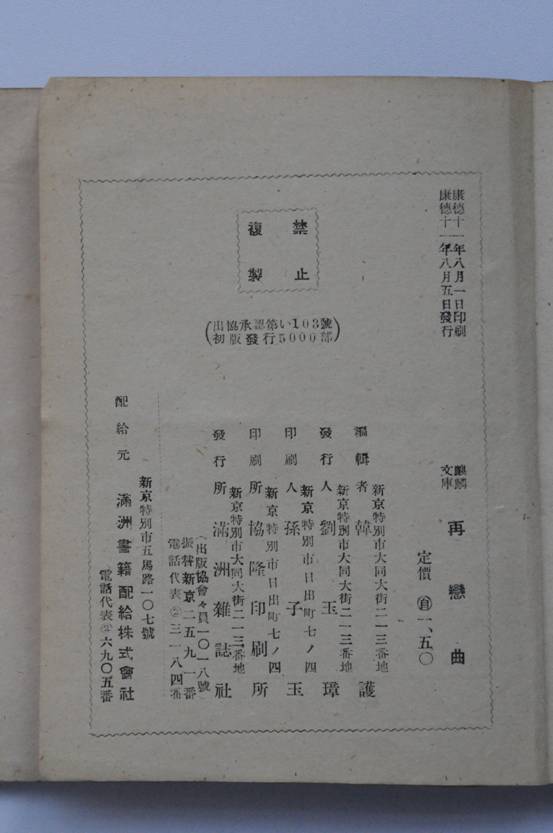 康德十一年八月一日印刷
康德十一年八月五日發行
禁止
複製
(出協承認第い103號
初版發行5000部)
麒麟
文庫
再戀曲
定價 ㊞一、五〇
新京特別市大同大街二一三番地
編輯者 韓護
新京特別市大同大街二一三番地
發行人 劉玉璋
新京特別市日出町七ノ四
印刷人 孫子玉
新京特別市日出町七ノ四
印刷所 協隆印刷所
新京特別市大同大街二一三番地
發行所 滿洲雜誌社
(出版協會々員一〇一八號)
振替新京二五九一番
電話代表②三一八四番
配給元
新京特別市五馬路一〇七號
滿洲書籍配給株式會社
電話代表②六九〇五番